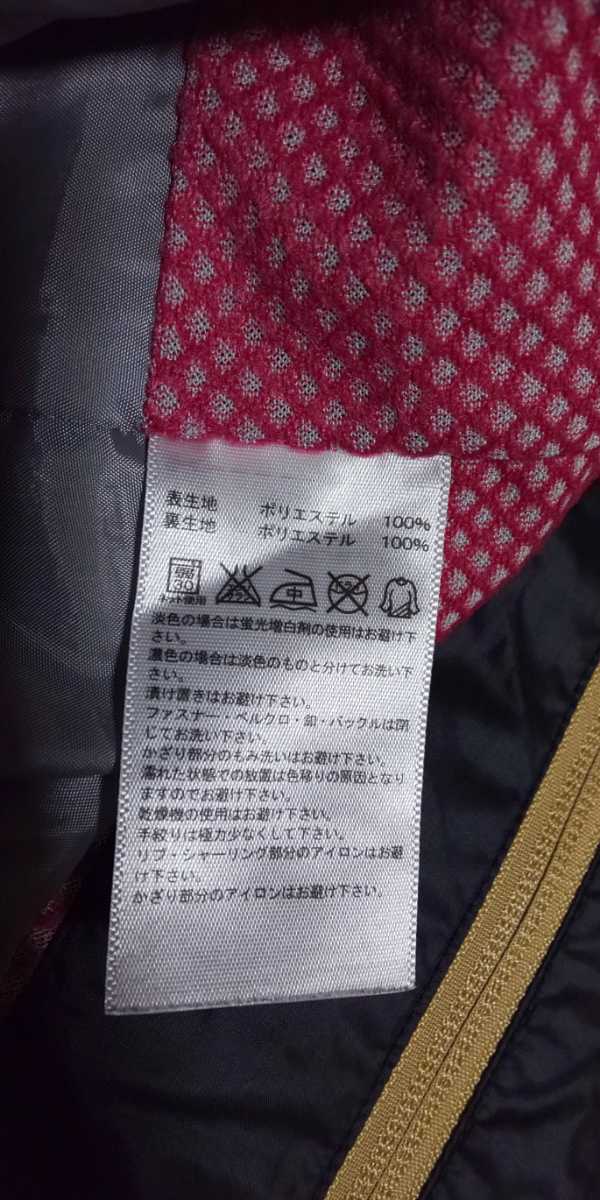 表生地 ポリエステル 100%
裏生地 ポリエステル 100%
中
ネット使用
淡色の場合は蛍光増白剤の使用はお避け下
さい。
濃色の場合は淡色のものと分けてお洗い下
さい。
漬け置きはお避け下さい。
ファスナー・ベルクロ・釦・バックルは閉
じてお洗い下さい。
かざり部分のもみ洗いはお避け下さい。
濡れた状態での放置は色移りの原因となり
ますのでお避け下さい。
乾燥機の使用はお避け下さい。
手絞りは極力少なくして下さい。
リブ・シャーリング部分のアイロンはお避
け下さい。
かざり部分のアイロンはお避け下さい。